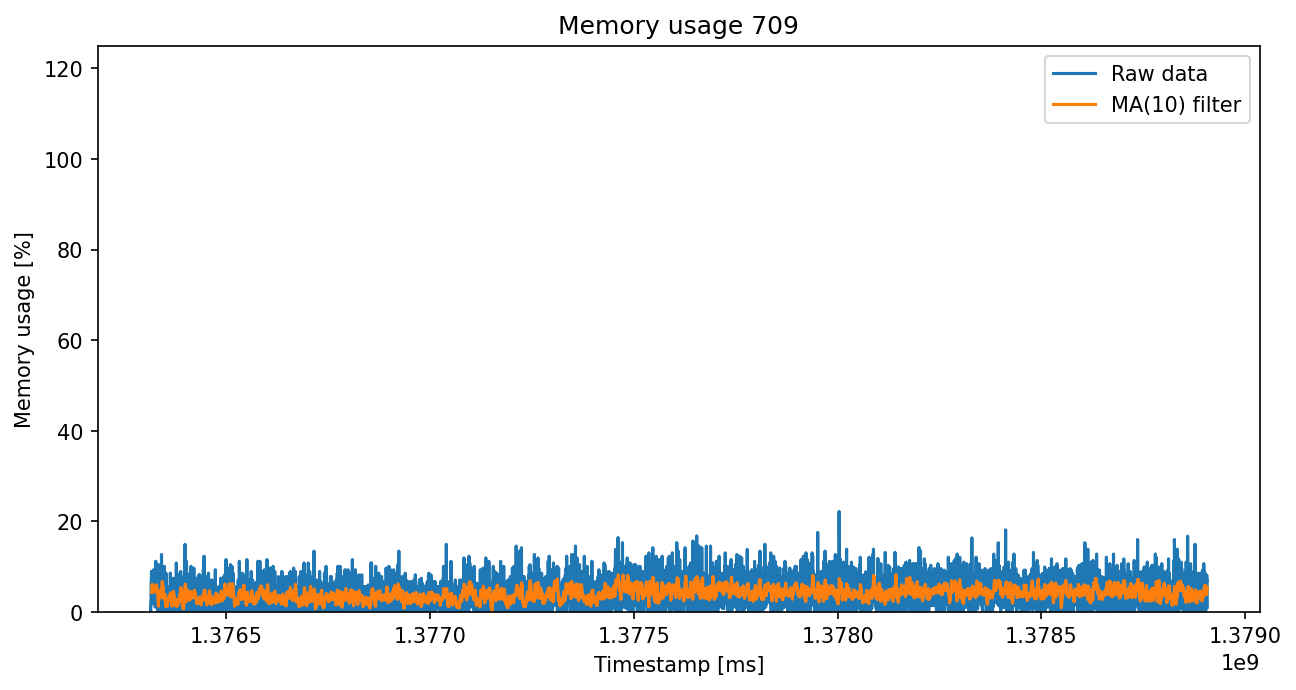 Memory usage 709
120
100
80
60
40
20
0
Memory usage [%]
Raw data
MA(10) filter
1.3765 1.3770 1.3775 1.3780 1.3785 1.3790
1e9
Timestamp [ms]